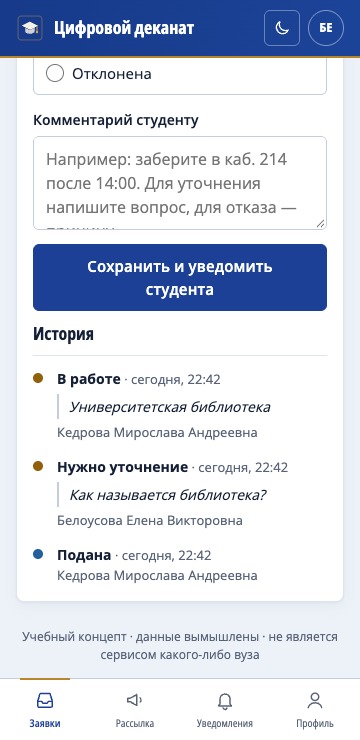 Цифровой деканат
БЕ
Отклонена
Комментарий студенту
Например: заберите в каб. 214
после 14:00. Для уточнения
напишите вопрос, для отказа —
Сохранить и уведомить
студента
История
В работе · сегодня, 22:42
Университетская библиотека
Кедрова Мирослава Андреевна
Нужно уточнение · сегодня, 22:42
Как называется библиотека?
Белоусова Елена Викторовна
Подана · сегодня, 22:42
Кедрова Мирослава Андреевна
Учебный концепт · данные вымышлены · не является
сервисом какого-либо вуза
Заявки
Рассылка
Уведомления
Профиль